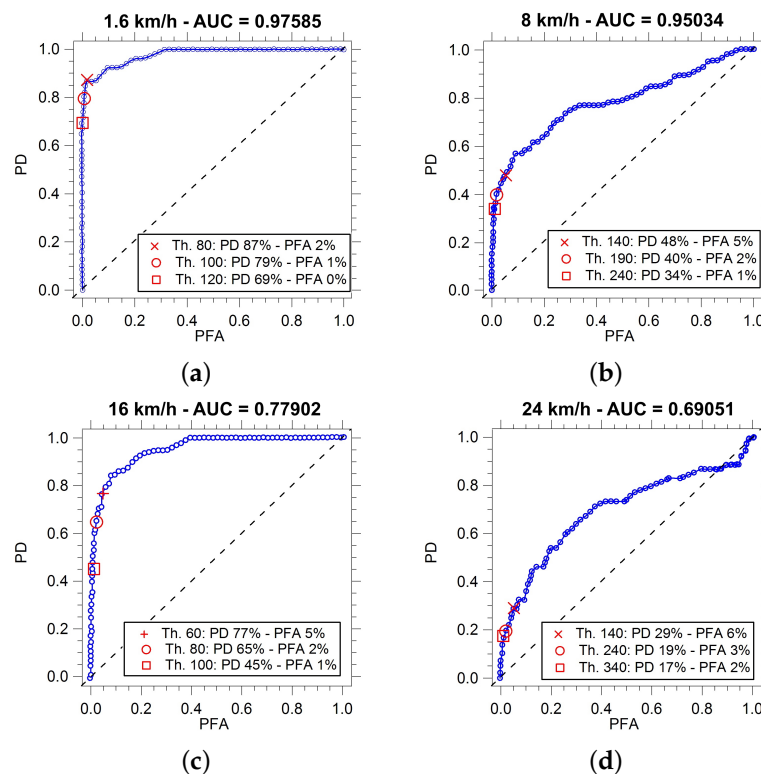 1.6 km/h - AUC = 0.97585
1.0
0.8
0.6
0.4
0.2
0.0
PD
Th. 80: PD 87% - PFA 2%
Th. 100: PD 79% - PFA 1%
Th. 120: PD 69% - PFA 0%
0.0 0.2 0.4 0.6 0.8 1.0
PFA
(a)
8 km/h - AUC = 0.95034
1.0
0.8
0.6
0.4
0.2
0.0
PD
Th. 140: PD 48% - PFA 5%
Th. 190: PD 40% - PFA 2%
Th. 240: PD 34% - PFA 1%
0.0 0.2 0.4 0.6 0.8 1.0
PFA
(b)
16 km/h - AUC = 0.77902
1.0
0.8
0.6
0.4
0.2
0.0
PD
Th. 60: PD 77% - PFA 5%
Th. 80: PD 65% - PFA 2%
Th. 100: PD 45% - PFA 1%
0.0 0.2 0.4 0.6 0.8 1.0
PFA
(c)
24 km/h - AUC = 0.69051
1.0
0.8
0.6
0.4
0.2
0.0
PD
Th. 140: PD 29% - PFA 6%
Th. 240: PD 19% - PFA 3%
Th. 340: PD 17% - PFA 2%
0.0 0.2 0.4 0.6 0.8 1.0
PFA
(d)